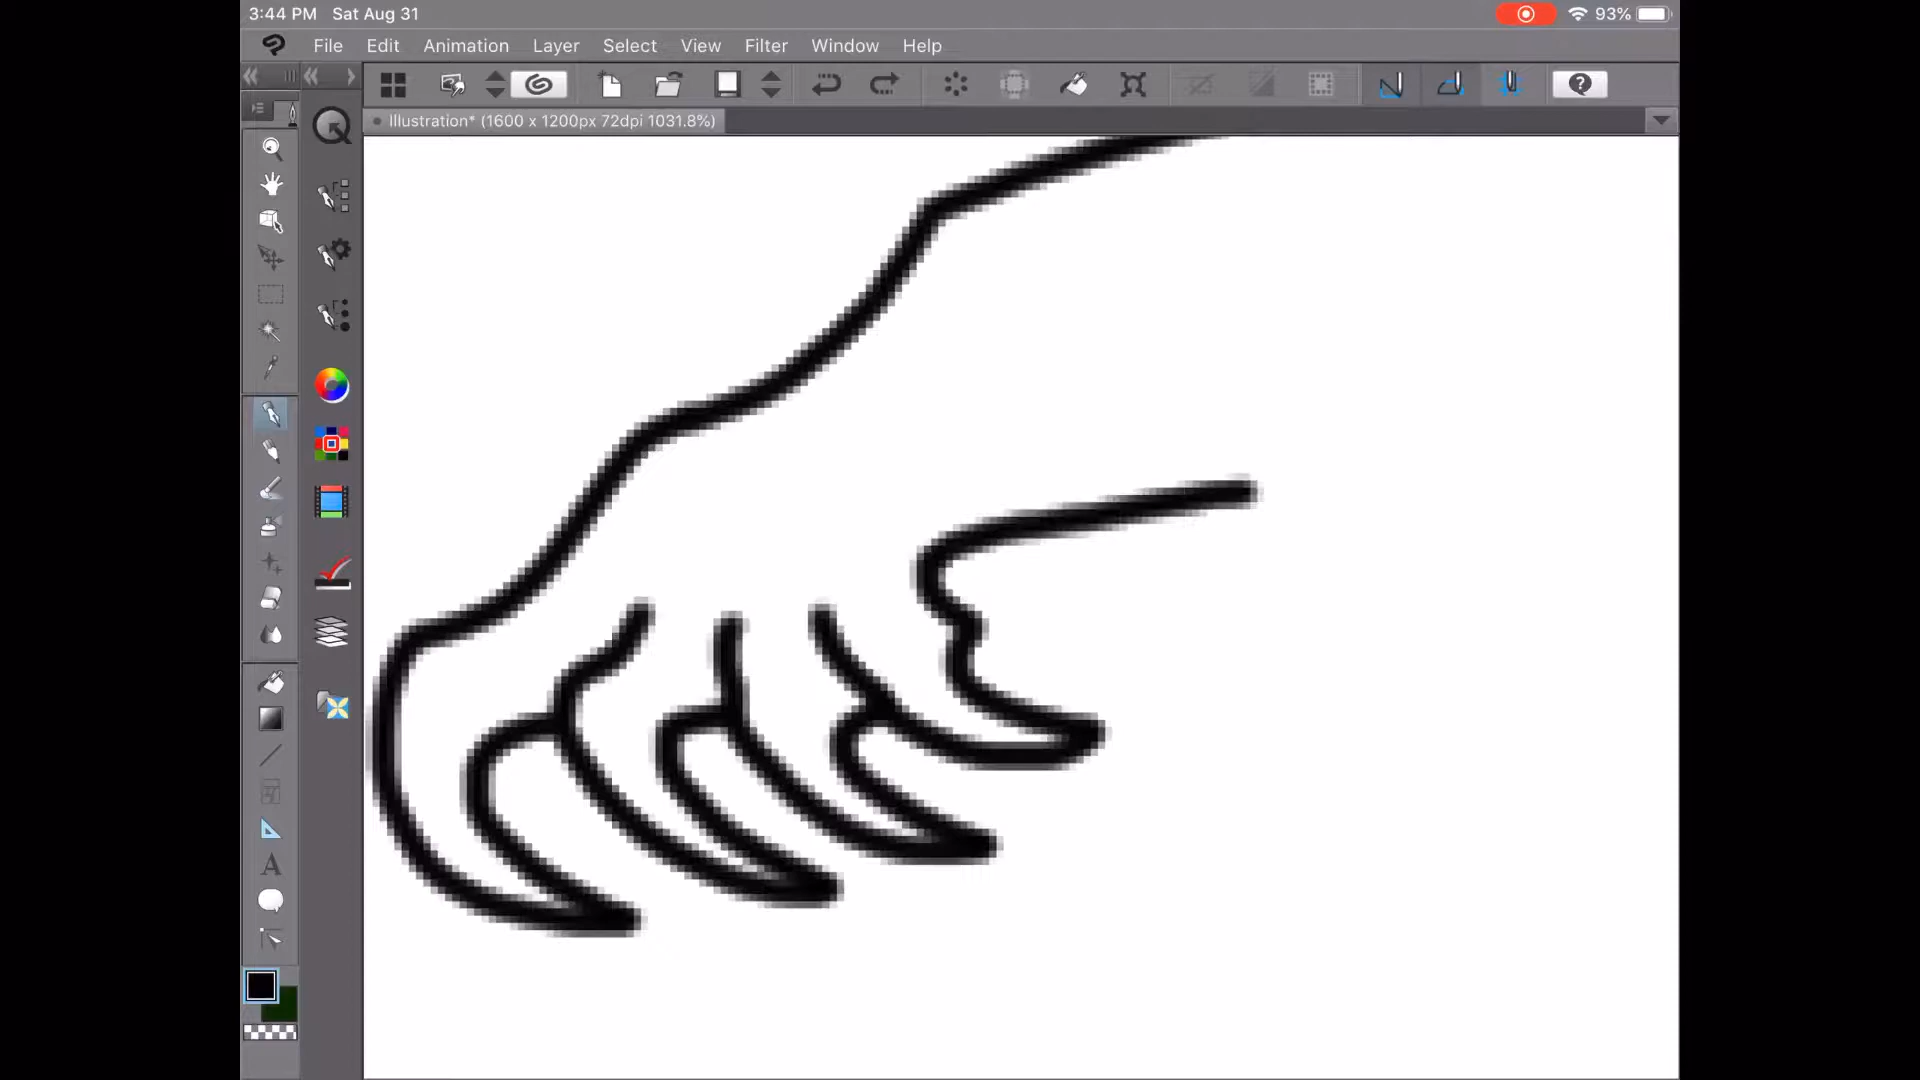 3:44 PM Sat Aug 31 93%
File Edit Animation Layer Select View Filter Window Help
Illustration* (1600 x 1200px 72dpi 1031.8%)